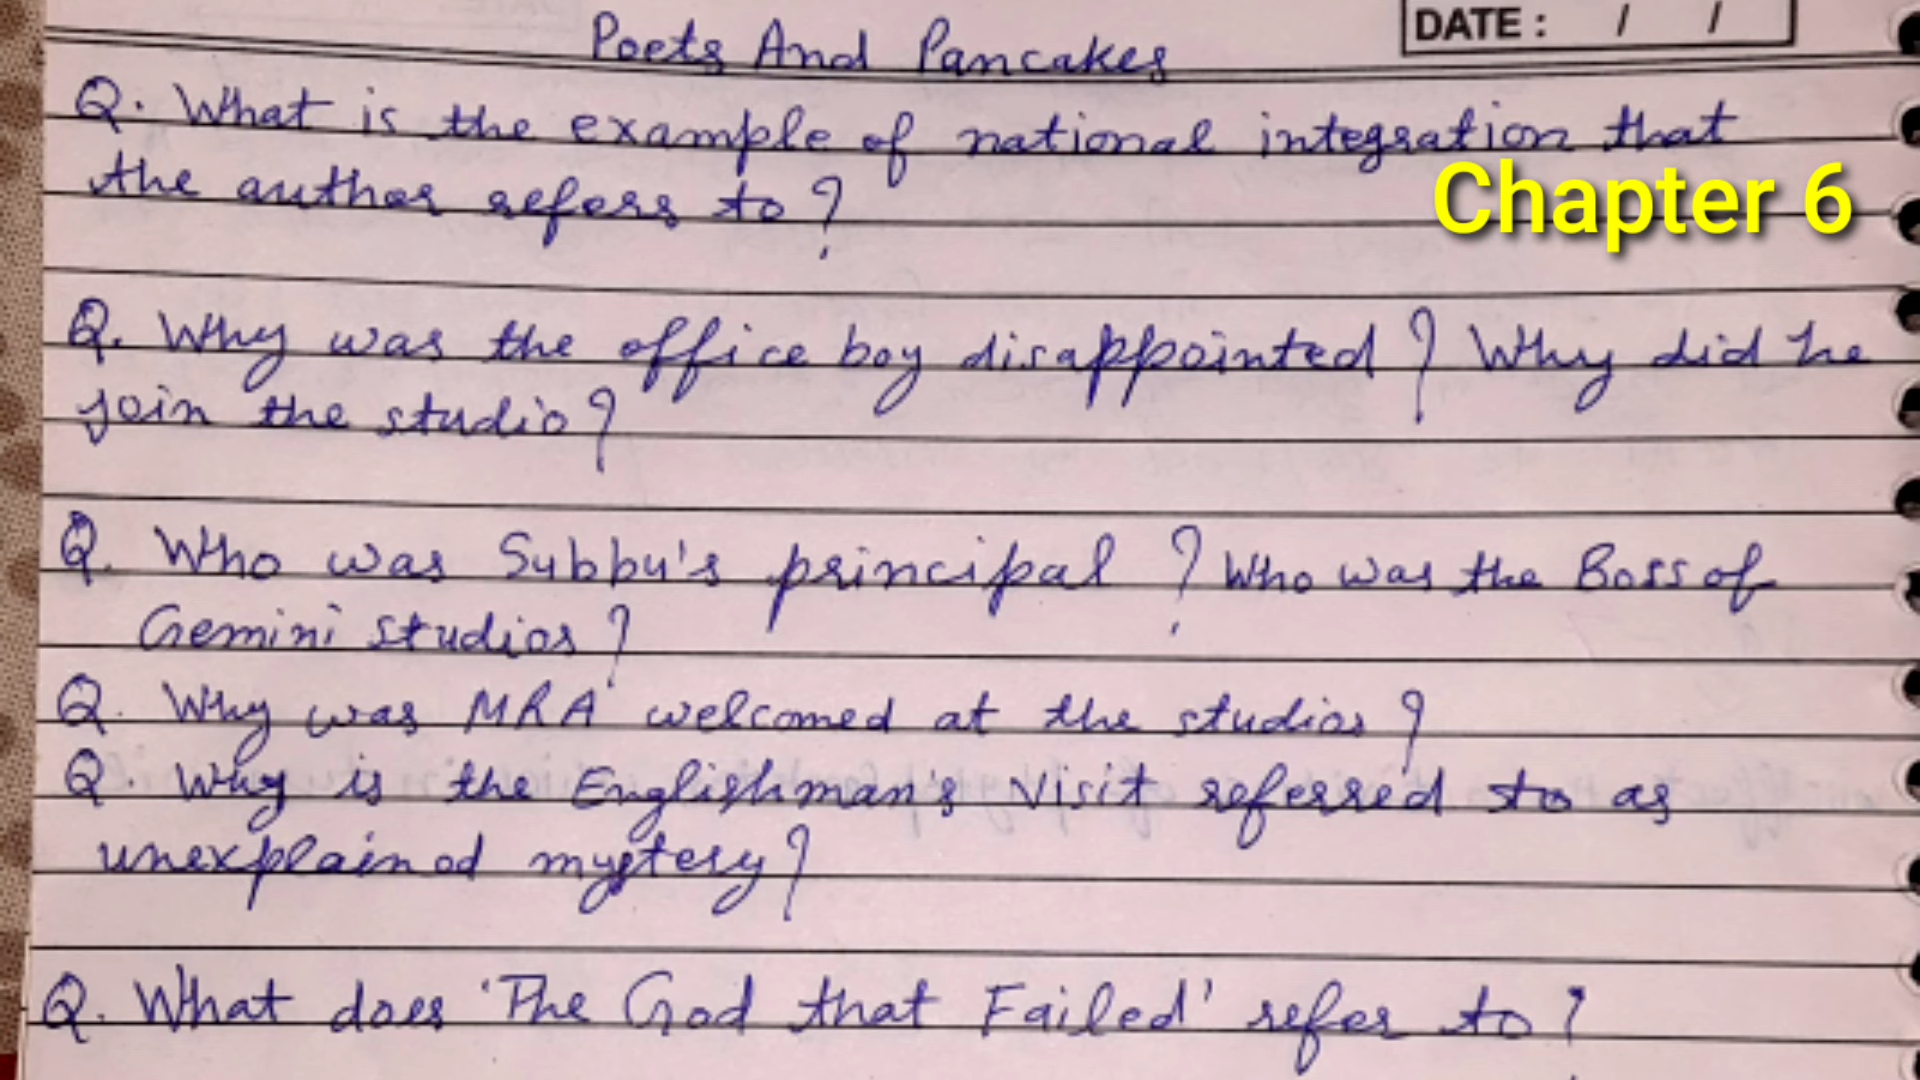 Poets And Pancakes
DATE: / /
Q. What is the example of national integration that
the author refers to?
Chapter 6
Q. Why was the office boy disappointed? Why did he
join the studio?
Q. Who was Subbu's principal? Who was the Boss of
Gemini studios?
Q. Why was MRA welcomed at the studios?
Q. Why is the Englishman's visit referred to as
unexplained mystery?
Q. What does 'The God that Failed' refer to?